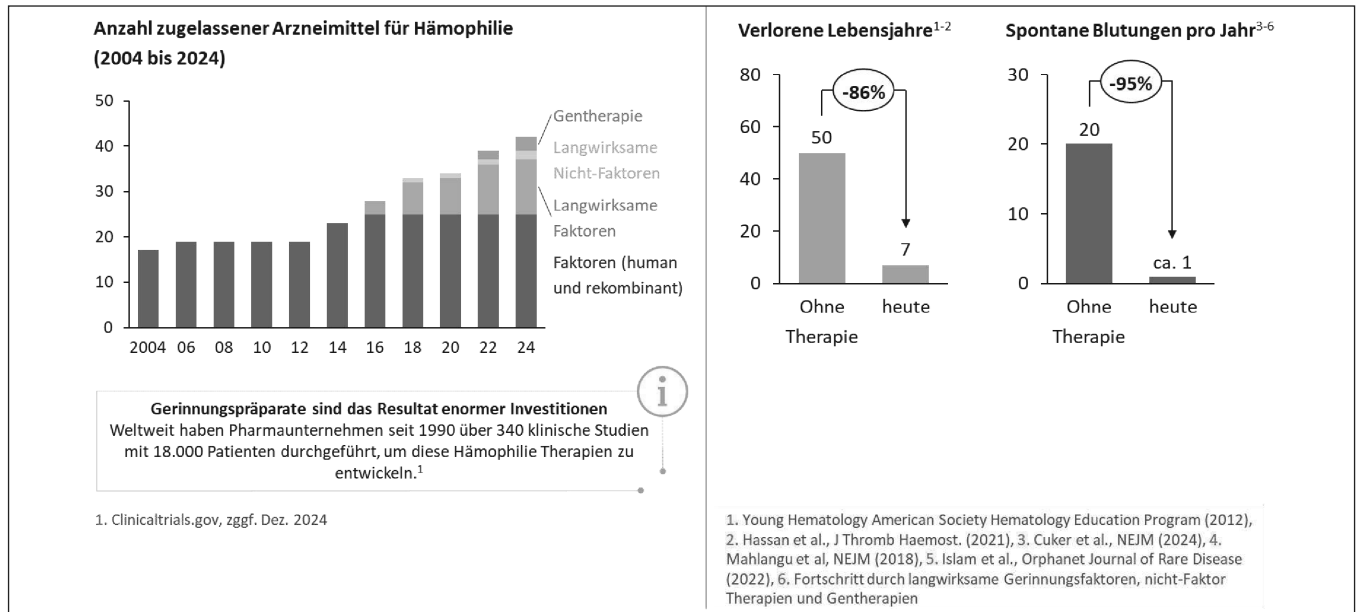 Anzahl zugelassener Arzneimittel für Hämophilie
(2004 bis 2024)
50
40
30
20
10
0
2004 06 08 10 12 14 16 18 20 22 24
Gentherapie
Langwirksame
Nicht-Faktoren
Langwirksame
Faktoren
Faktoren (human
und rekombinant)
i
Gerinnungspräparate sind das Resultat enormer Investitionen
Weltweit haben Pharmaunternehmen seit 1990 über 340 klinische Studien
mit 18.000 Patienten durchgeführt, um diese Hämophilie Therapien zu
entwickeln.1
1. Clinicaltrials.gov, zggf. Dez. 2024
Verlorene Lebensjahre1-2
80
60
40
20
0
-86%
50
7
Ohne heute
Therapie
Spontane Blutungen pro Jahr3-6
30
20
10
0
-95%
20
ca. 1
Ohne heute
Therapie
1. Young Hematology American Society Hematology Education Program (2012),
2. Hassan et al., J Thromb Haemost. (2021), 3. Cuker et al., NEJM (2024), 4.
Mahlangu et al, NEJM (2018), 5. Islam et al., Orphanet Journal of Rare Disease
(2022), 6. Fortschritt durch langwirksame Gerinnungsfaktoren, nicht-Faktor
Therapien und Gentherapien